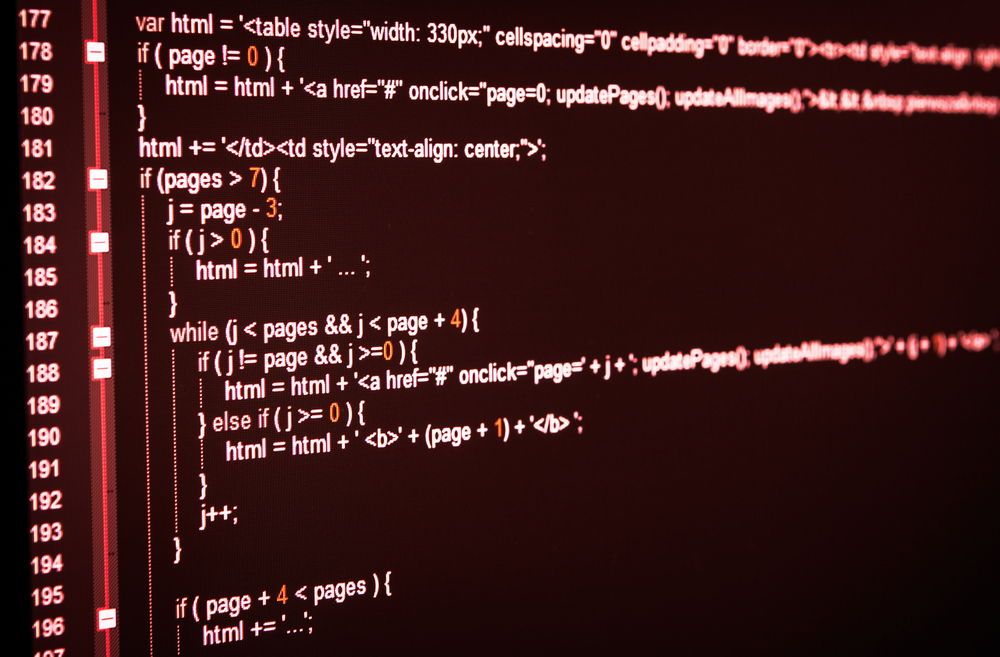 177 var html = '<table style="width: 330px;" cellspacing="0" cellpadding="0" border="0"><tr><td style="text-align:
178 if ( page != 0 ) {
179 html = html + '<a href="#" onclick="page=0; updatePages(); updateAllImages();">&lt; &lt;
180 }
181 html += '</td><td style="text-align: center;">';
182 if (pages > 7) {
183 j = page - 3;
184 if ( j > 0 ) {
185 html = html + ' ... ';
186 }
187 while (j < pages && j < page + 4) {
188 if ( j != page && j >=0 ) {
189 html = html + '<a href="#" onclick="page=' + j + '; updatePages(); updateAllImages();">' + (j + 1) + '</a>
190 } else if ( j >= 0 ) {
191 html = html + ' <b>' + (page + 1) + '</b> ';
192 }
193 j++;
194 }
195
196 if ( page + 4 < pages ) {
197 html += '...';